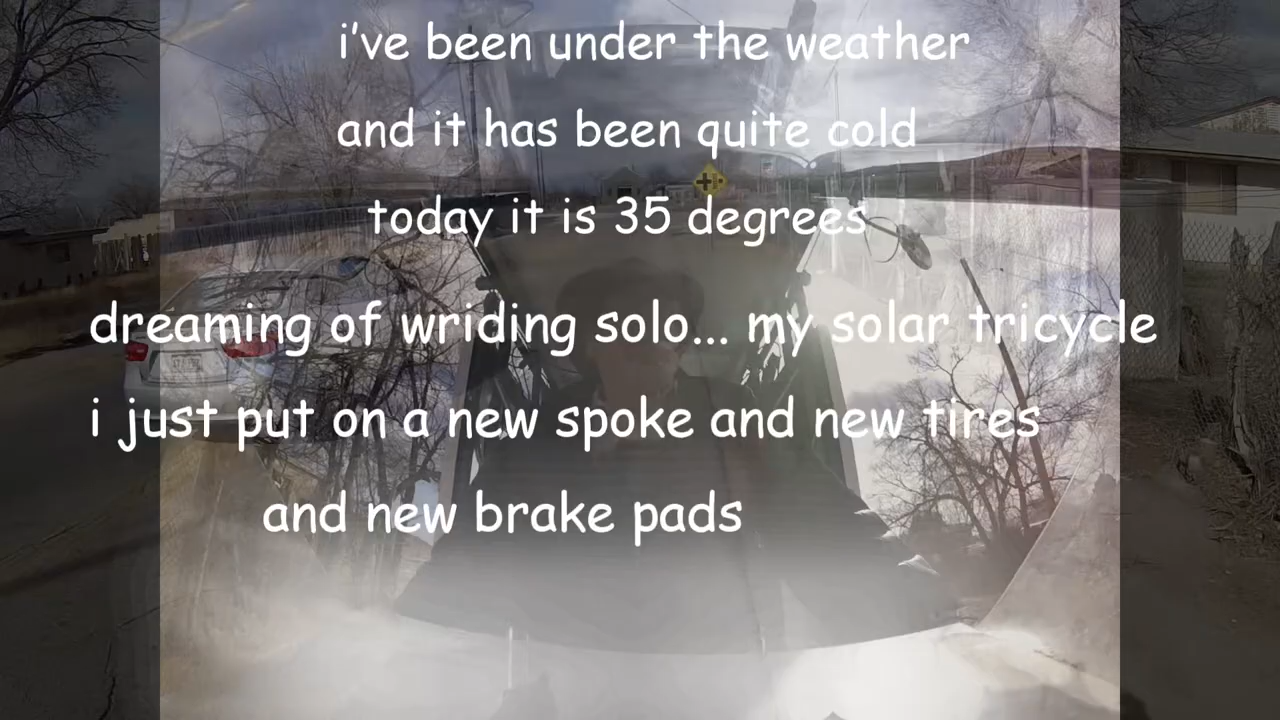 i've been under the weather
and it has been quite cold
today it is 35 degrees
dreaming of wriding solo... my solar tricycle
i just put on a new spoke and new tires
and new brake pads